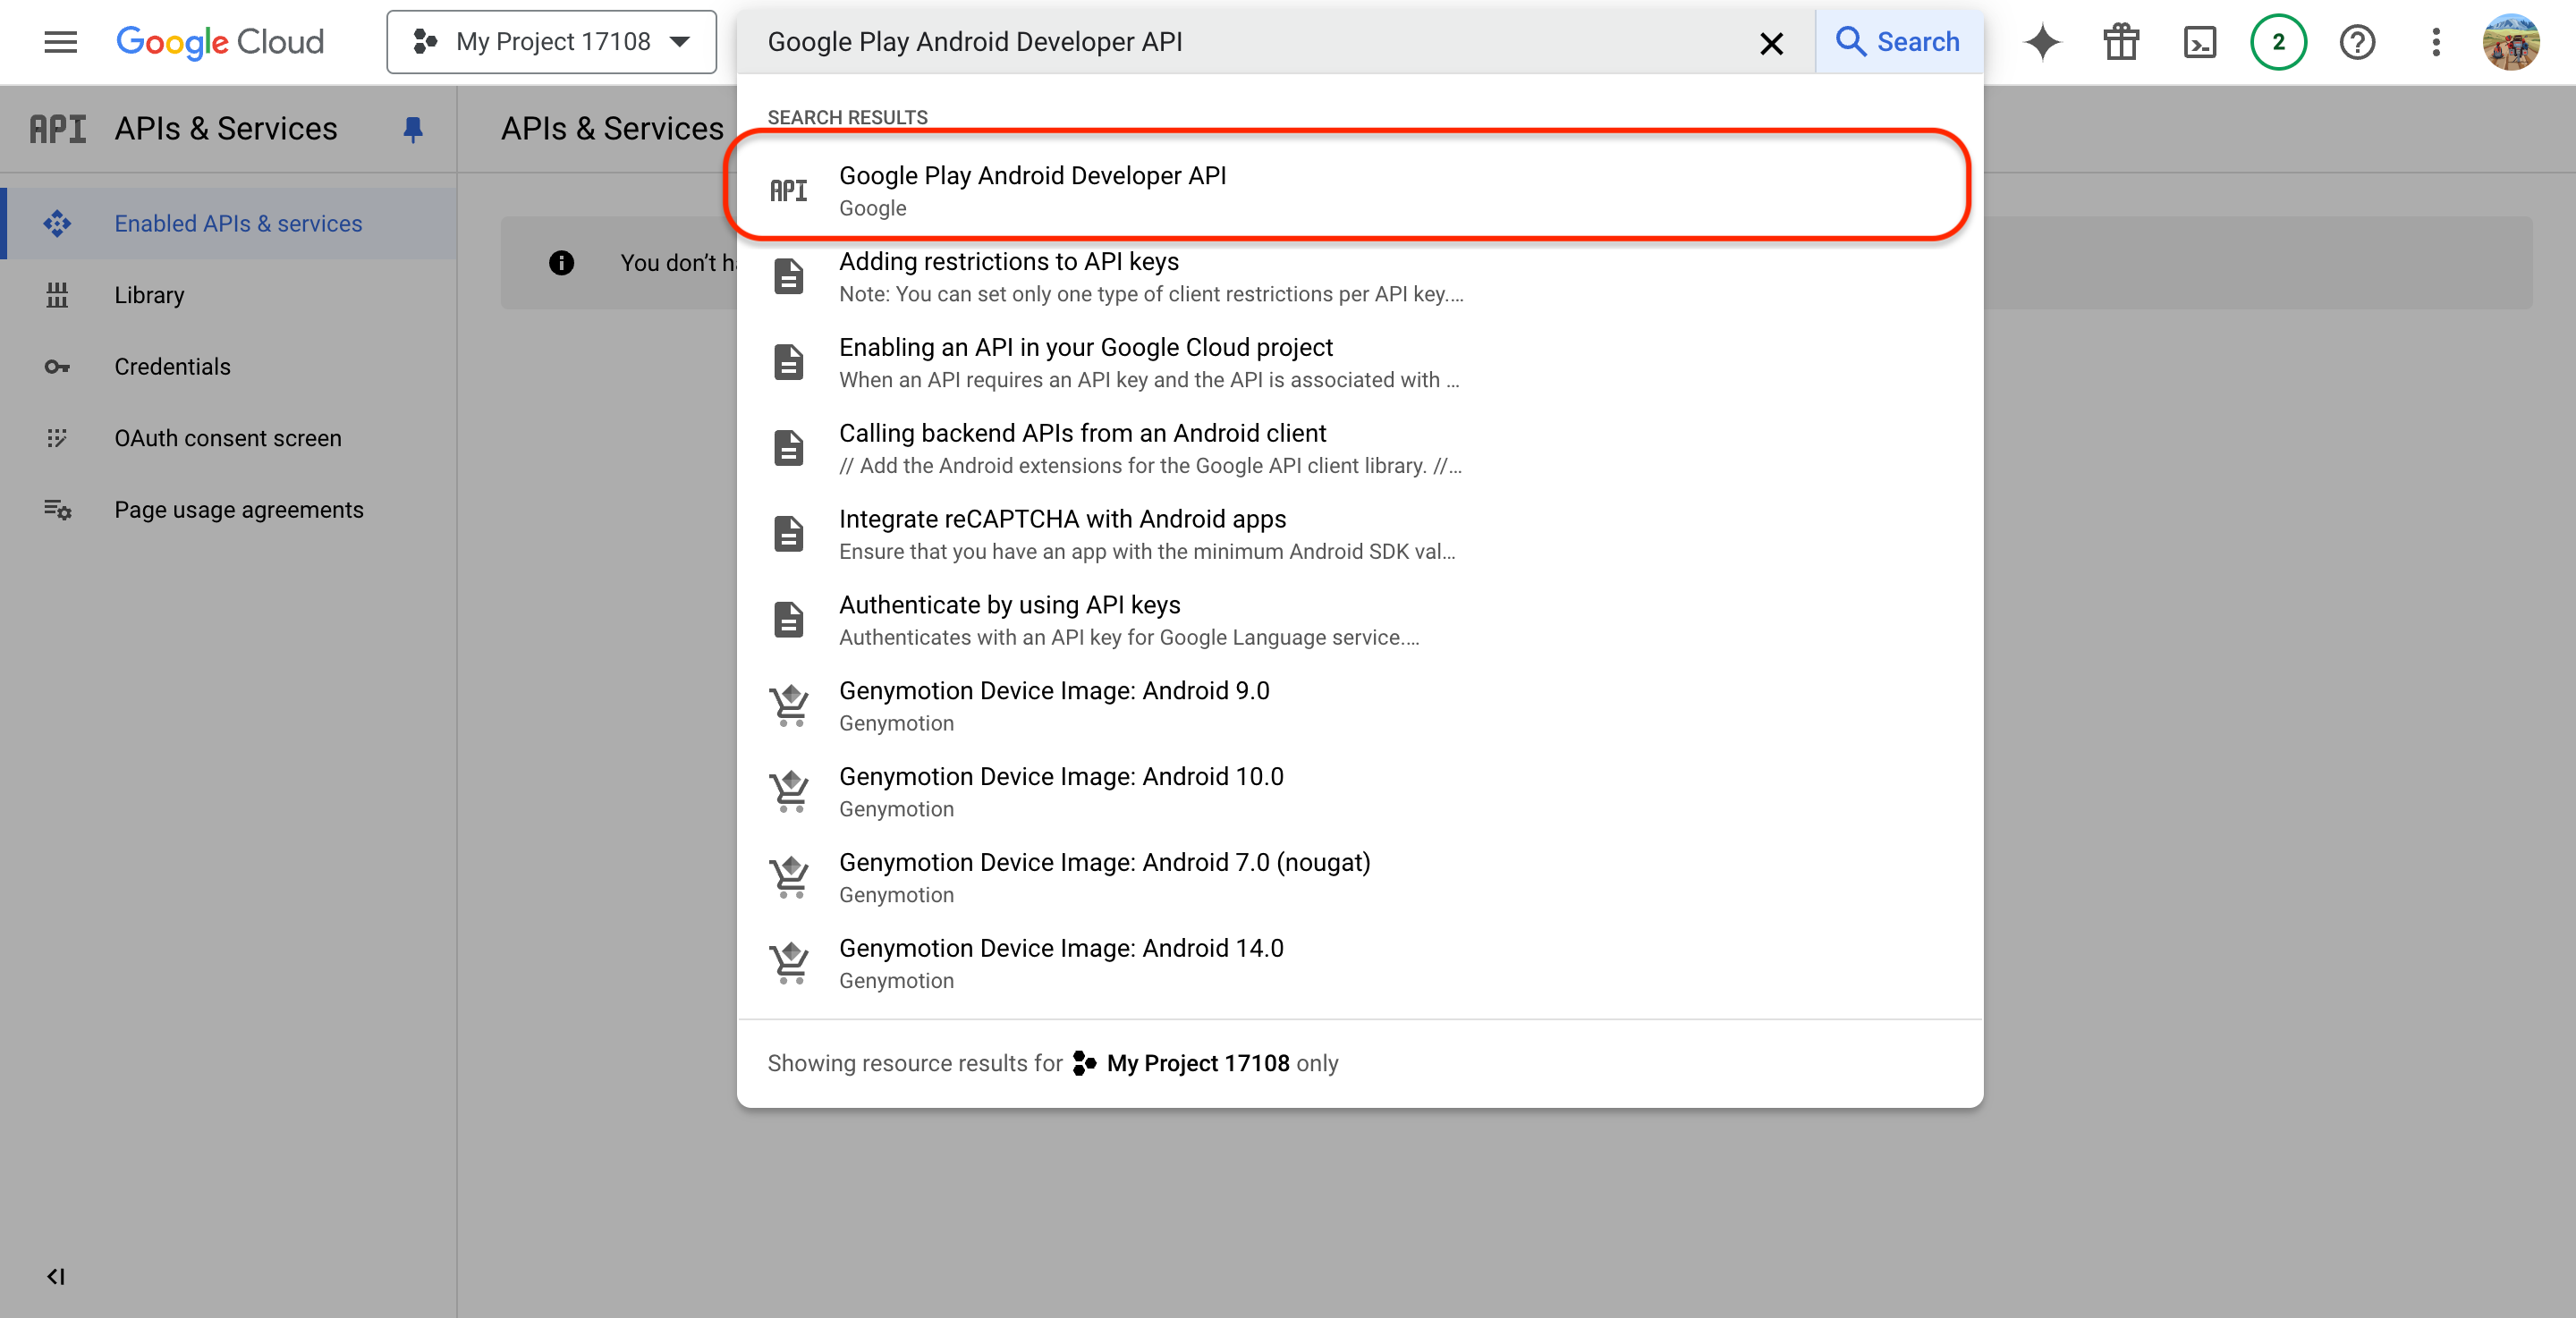 Google Cloud
My Project 17108
Google Play Android Developer API
Search
2
API
APIs & Services
APIs & Services
Enabled APIs & services
Library
Credentials
OAuth consent screen
Page usage agreements
You don't h
SEARCH RESULTS
API
Google Play Android Developer API
Google
Adding restrictions to API keys
Note: You can set only one type of client restrictions per API key.…
Enabling an API in your Google Cloud project
When an API requires an API key and the API is associated with …
Calling backend APIs from an Android client
// Add the Android extensions for the Google API client library. //…
Integrate reCAPTCHA with Android apps
Ensure that you have an app with the minimum Android SDK val…
Authenticate by using API keys
Authenticates with an API key for Google Language service.…
Genymotion Device Image: Android 9.0
Genymotion
Genymotion Device Image: Android 10.0
Genymotion
Genymotion Device Image: Android 7.0 (nougat)
Genymotion
Genymotion Device Image: Android 14.0
Genymotion
Showing resource results for My Project 17108 only